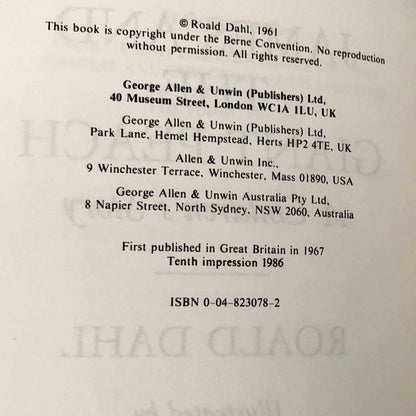 © Roald Dahl, 1961
This book is copyright under the Berne Convention. No reproduction
without permission. All rights reserved.
George Allen & Unwin (Publishers) Ltd,
40 Museum Street, London WC1A 1LU, UK
George Allen & Unwin (Publishers) Ltd,
Park Lane, Hemel Hempstead, Herts HP2 4TE, UK
Allen & Unwin Inc.,
9 Winchester Terrace, Winchester, Mass 01890, USA
George Allen & Unwin Australia Pty Ltd,
8 Napier Street, North Sydney, NSW 2060, Australia
First published in Great Britain in 1967
Tenth impression 1986
ISBN 0-04-823078-2
ROALD DAHL
Illustrated by